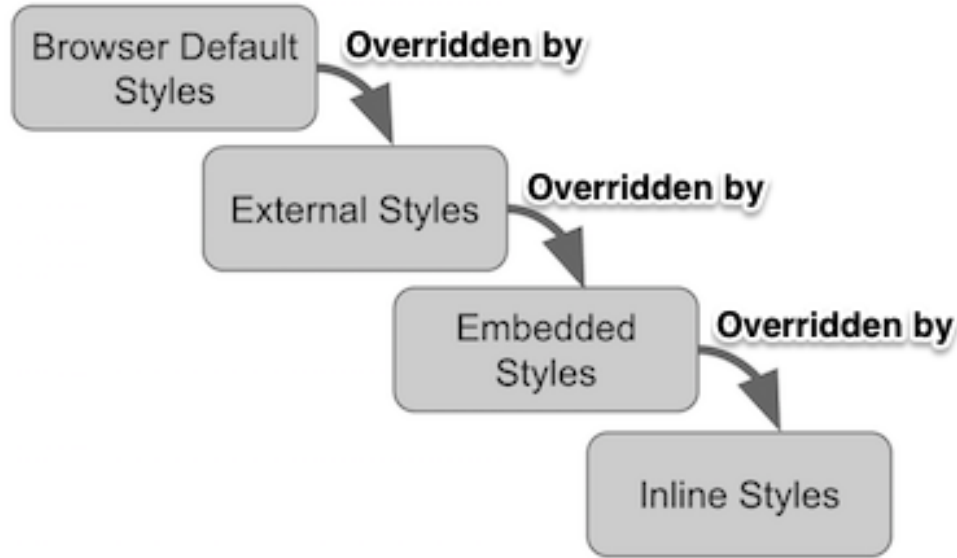 Browser Default
Styles
Overridden by
External Styles
Overridden by
Embedded
Styles
Overridden by
Inline Styles